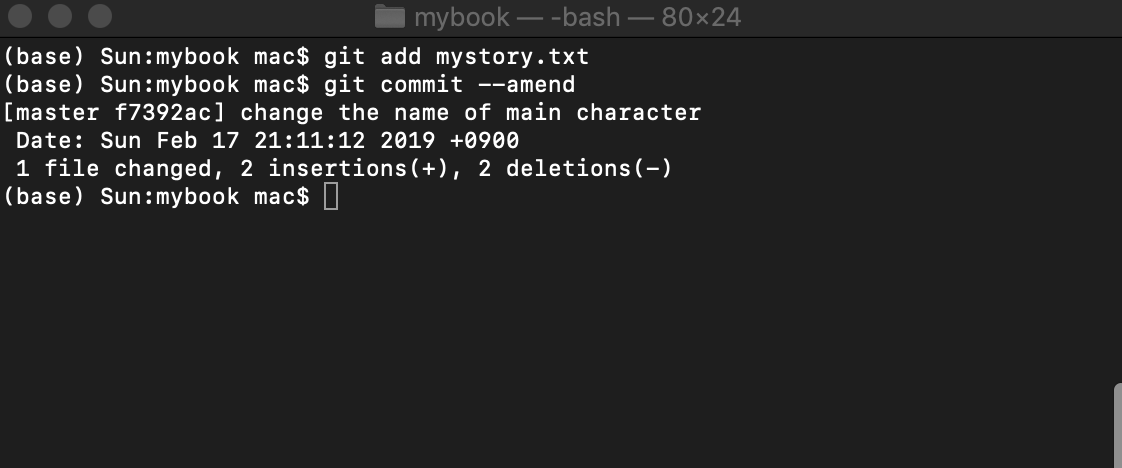 mybook — -bash — 80×24
(base) Sun:mybook mac$ git add mystory.txt
(base) Sun:mybook mac$ git commit --amend
[master f7392ac] change the name of main character
 Date: Sun Feb 17 21:11:12 2019 +0900
 1 file changed, 2 insertions(+), 2 deletions(-)
(base) Sun:mybook mac$